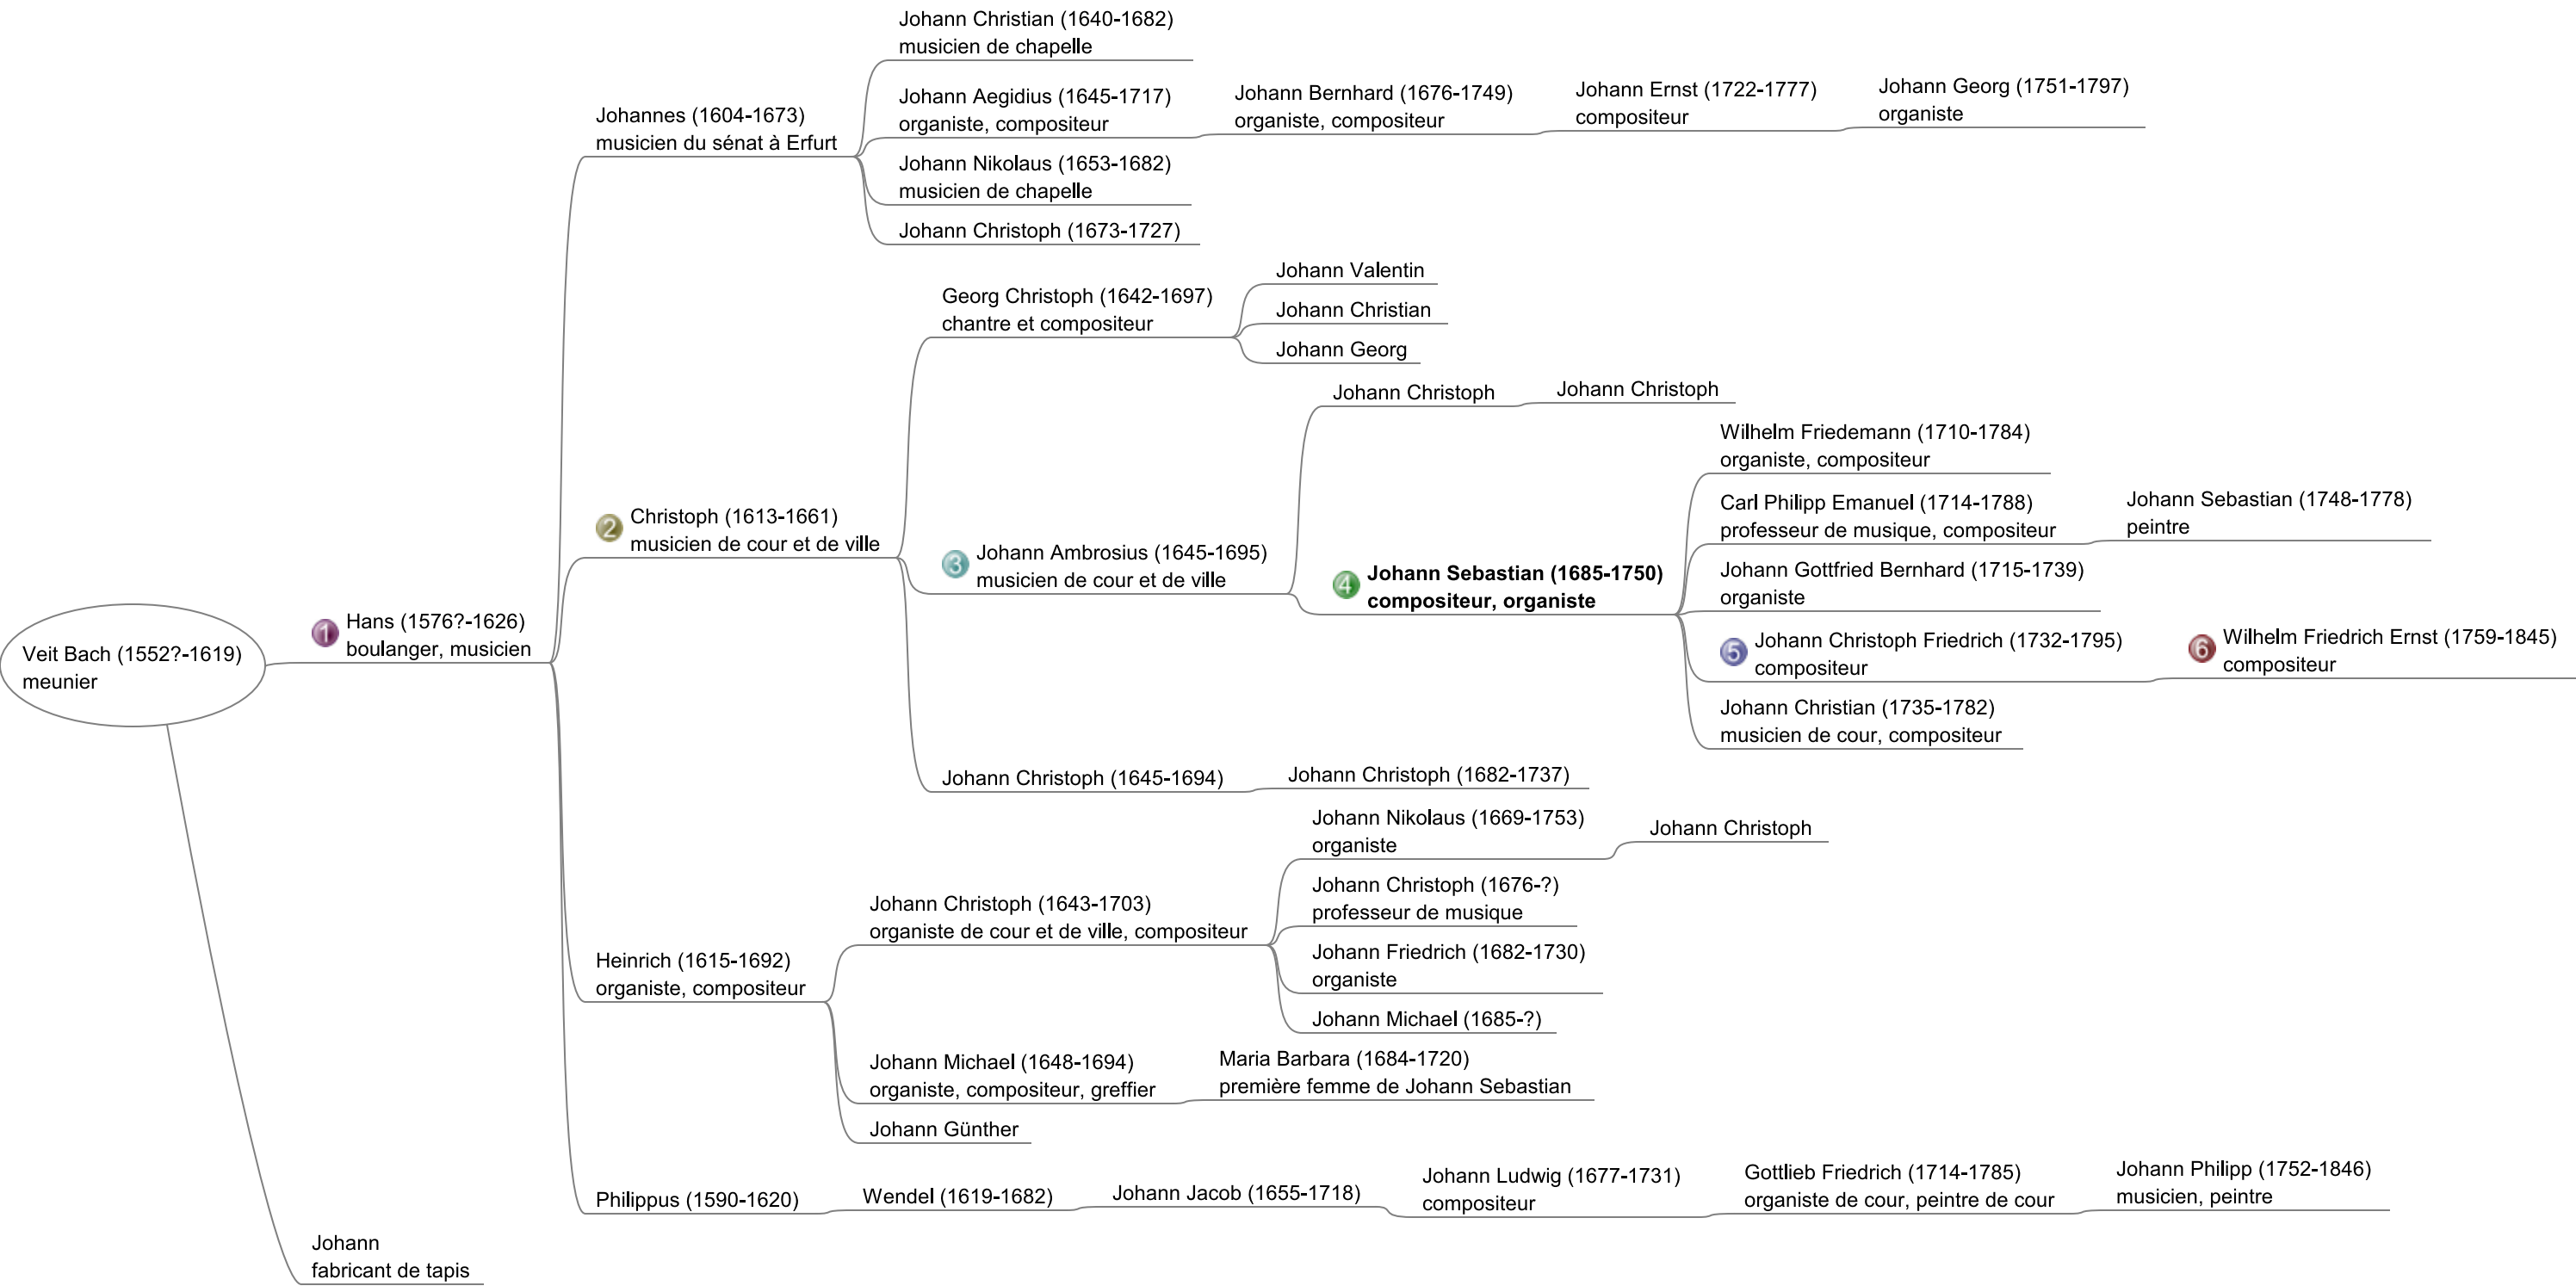 Veit Bach (1552?-1619)
meunier
1
Hans (1576?-1626)
boulanger, musicien
Johannes (1604-1673)
musicien du sénat à Erfurt
Johann Christian (1640-1682)
musicien de chapelle
Johann Aegidius (1645-1717)
organiste, compositeur
Johann Bernhard (1676-1749)
organiste, compositeur
Johann Ernst (1722-1777)
compositeur
Johann Georg (1751-1797)
organiste
Johann Nikolaus (1653-1682)
musicien de chapelle
Johann Christoph (1673-1727)
2
Christoph (1613-1661)
musicien de cour et de ville
Georg Christoph (1642-1697)
chantre et compositeur
Johann Valentin
Johann Christian
Johann Georg
3
Johann Ambrosius (1645-1695)
musicien de cour et de ville
Johann Christoph
Johann Christoph
4
Johann Sebastian (1685-1750)
compositeur, organiste
Wilhelm Friedemann (1710-1784)
organiste, compositeur
Carl Philipp Emanuel (1714-1788)
professeur de musique, compositeur
Johann Sebastian (1748-1778)
peintre
Johann Gottfried Bernhard (1715-1739)
organiste
5
Johann Christoph Friedrich (1732-1795)
compositeur
6
Wilhelm Friedrich Ernst (1759-1845)
compositeur
Johann Christian (1735-1782)
musicien de cour, compositeur
Johann Christoph (1645-1694)
Johann Christoph (1682-1737)
Heinrich (1615-1692)
organiste, compositeur
Johann Christoph (1643-1703)
organiste de cour et de ville, compositeur
Johann Nikolaus (1669-1753)
organiste
Johann Christoph
Johann Christoph (1676-?)
professeur de musique
Johann Friedrich (1682-1730)
organiste
Johann Michael (1685-?)
Johann Michael (1648-1694)
organiste, compositeur, greffier
Maria Barbara (1684-1720)
première femme de Johann Sebastian
Johann Günther
Philippus (1590-1620)
Wendel (1619-1682)
Johann Jacob (1655-1718)
Johann Ludwig (1677-1731)
compositeur
Gottlieb Friedrich (1714-1785)
organiste de cour, peintre de cour
Johann Philipp (1752-1846)
musicien, peintre
Johann
fabricant de tapis